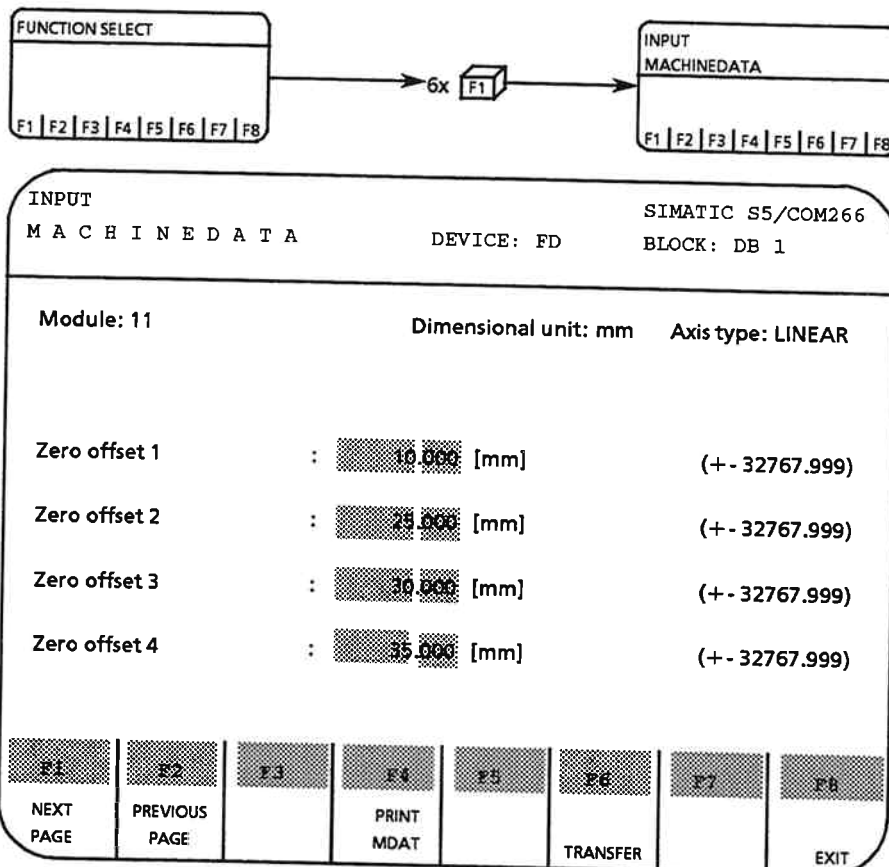 FUNCTION SELECT
F1 F2 F3 F4 F5 F6 F7 F8
6x F1
INPUT
MACHINEDATA
F1 F2 F3 F4 F5 F6 F7 F8
INPUT
SIMATIC S5/COM266
M A C H I N E D A T A DEVICE: FD BLOCK: DB 1
Module: 11 Dimensional unit: mm Axis type: LINEAR
Zero offset 1 : 10.000 [mm] (+- 32767.999)
Zero offset 2 : 25.000 [mm] (+- 32767.999)
Zero offset 3 : 30.000 [mm] (+- 32767.999)
Zero offset 4 : 35.000 [mm] (+- 32767.999)
F1 F2 F3 F4 F5 F6 F7 F8
NEXT PREVIOUS PRINT
PAGE PAGE MDAT TRANSFER EXIT